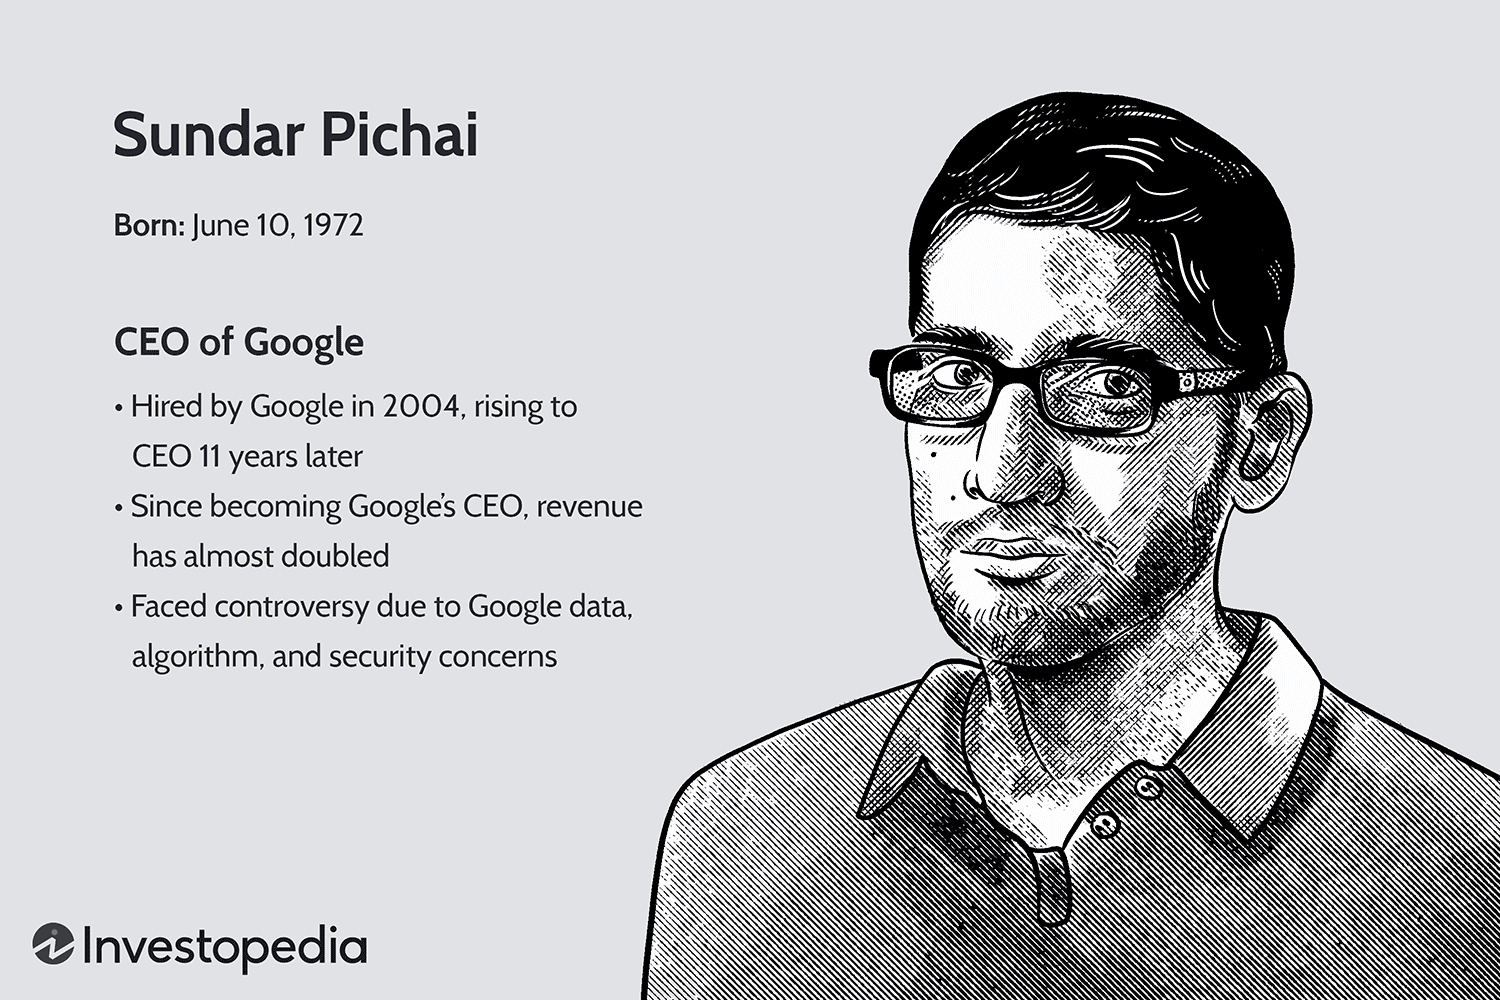 Sundar Pichai
Born: June 10, 1972
CEO of Google
• Hired by Google in 2004, rising to
CEO 11 years later
• Since becoming Google’s CEO, revenue
has almost doubled
• Faced controversy due to Google data,
algorithm, and security concerns
Investopedia